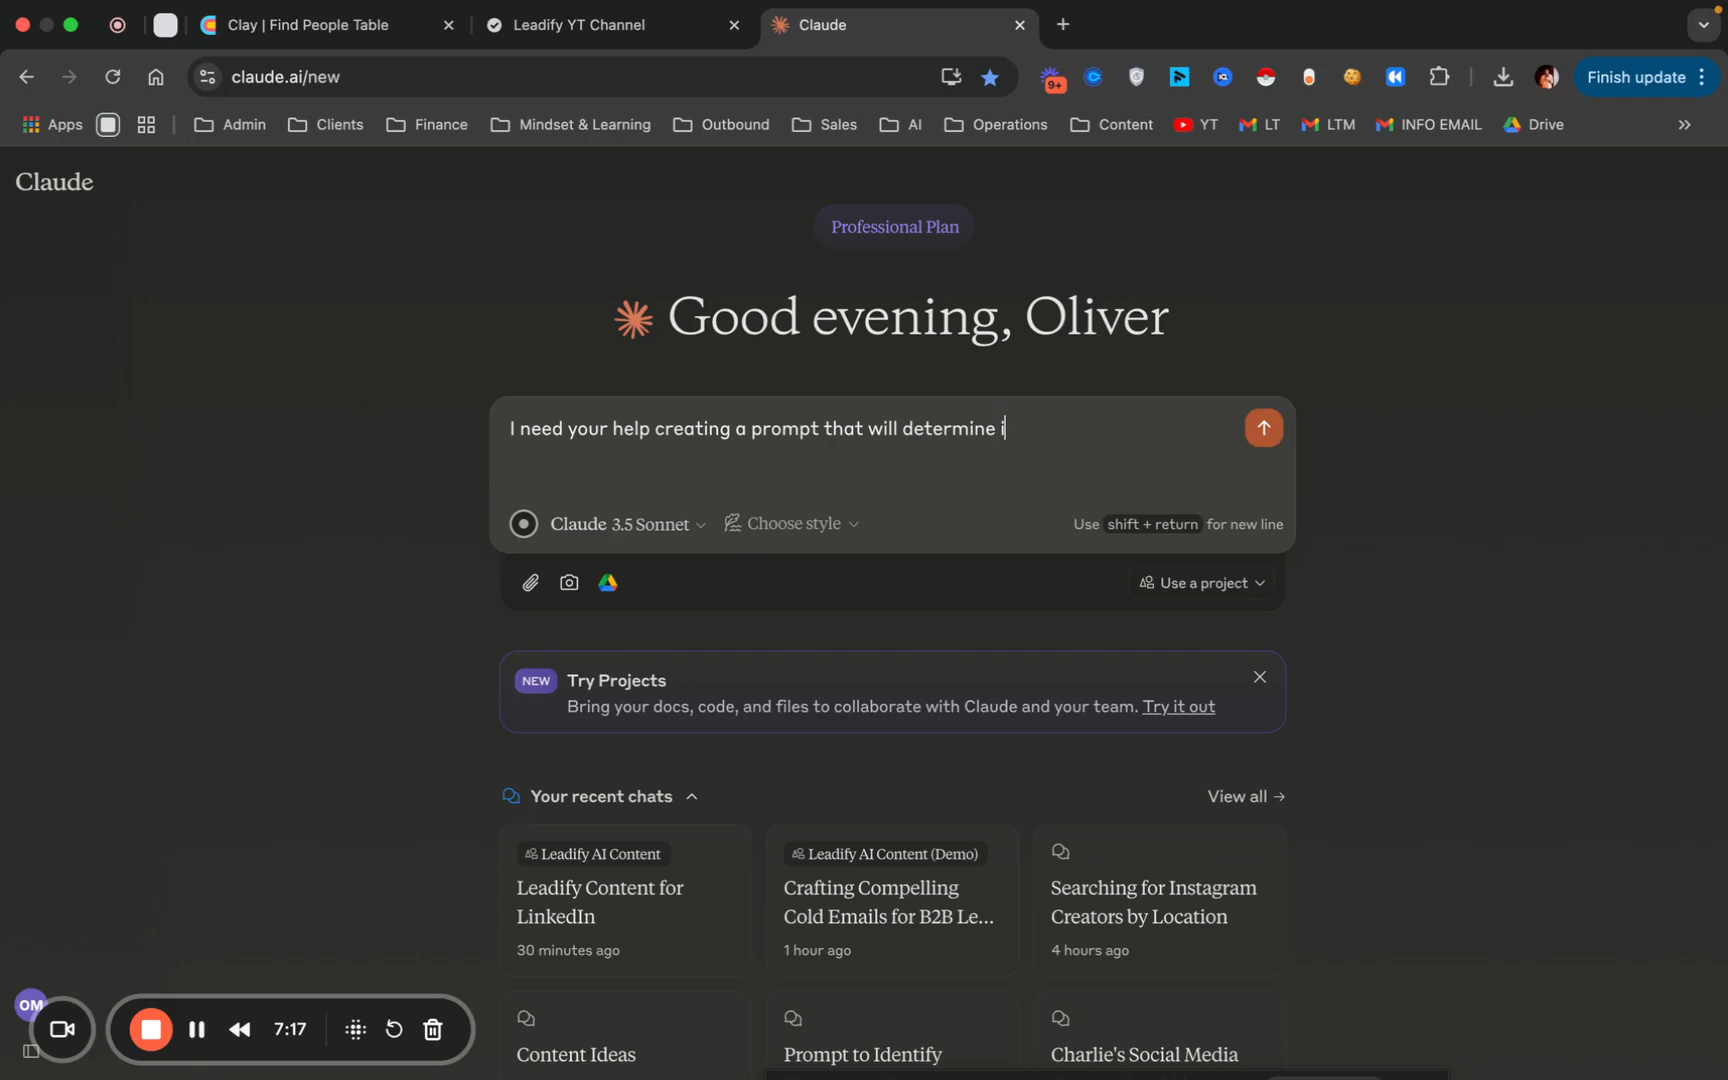 Clay | Find People Table
Leadify YT Channel
Claude
claude.ai/new
9+
Finish update
Apps
Admin
Clients
Finance
Mindset & Learning
Outbound
Sales
AI
Operations
Content
YT
LT
LTM
INFO EMAIL
Drive
Claude
Professional Plan
Good evening, Oliver
I need your help creating a prompt that will determine i
Claude 3.5 Sonnet
Choose style
Use shift + return for new line
Use a project
NEW Try Projects
Bring your docs, code, and files to collaborate with Claude and your team. Try it out
Your recent chats
View all →
Leadify AI Content
Leadify Content for
LinkedIn
30 minutes ago
Leadify AI Content (Demo)
Crafting Compelling
Cold Emails for B2B Le...
1 hour ago
Searching for Instagram
Creators by Location
4 hours ago
OM
7:17
Content Ideas
Prompt to Identify
Charlie's Social Media